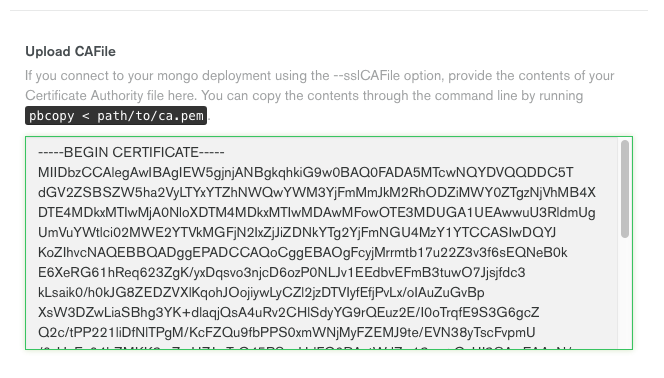 Upload CAFile
If you connect to your mongo deployment using the --sslCAFile option, provide the contents of your
Certificate Authority file here. You can copy the contents through the command line by running
pbcopy < path/to/ca.pem.
-----BEGIN CERTIFICATE-----
MIIDbzCCAlegAwIBAgIEW5gjnjANBgkqhkiG9w0BAQ0FADA5MTcwNQYDVQQDDC5T
dGV2ZSBSZW5ha2VyLTYxYTZhNWQwYWM3YjFmMmJkM2RhODZiMWY0ZTgzNjVhMB4X
DTE4MDkxMTIwMjA0NloXDTM4MDkxMTIwMDAwMFowOTE3MDUGA1UEAwwuU3RldmUg
UmVuYWtlci02MWE2YTVkMGFjN2IxZjJiZDNkYTg2YjFmNGU4MzY1YTCCASIwDQYJ
KoZIhvcNAQEBBQADggEPADCCAQoCggEBAOgFcyjMrrmtb17u22Z3v3f6sEQNeB0k
E6XeRG61hReq623ZgK/yxDqsvo3njcD6ozP0NLJv1EEdbvEFmB3tuwO7Jjsjfdc3
kLsaik0/h0kJG8ZEDZVXlKqohJOojiywLyCZl2jzDTVIyfEfjPvLx/oIAuZuGvBp
XsW3DZwLiaSBhg3YK+dlaqjQsA4uRv2CHlSdyYG9rQEuz2E/I0oTrqfE9S3G6gcZ
Q2c/tPP221liDfNlTPgM/KcFZQu9fbPPS0xmWNjMyFZEMJ9te/EVN38yTscFvpmU